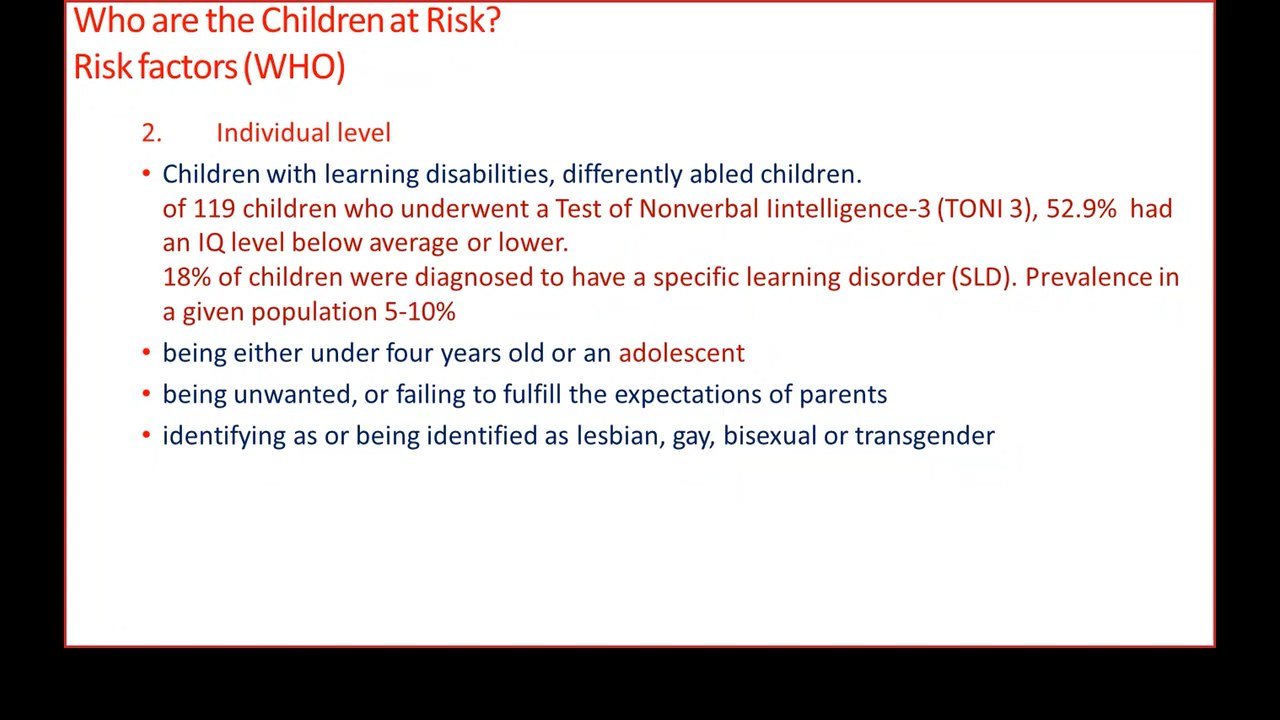 Who are the Children at Risk?
Risk factors (WHO)
2. Individual level
• Children with learning disabilities, differently abled children.
of 119 children who underwent a Test of Nonverbal Iintelligence-3 (TONI 3), 52.9% had
an IQ level below average or lower.
18% of children were diagnosed to have a specific learning disorder (SLD). Prevalence in
a given population 5-10%
• being either under four years old or an adolescent
• being unwanted, or failing to fulfill the expectations of parents
• identifying as or being identified as lesbian, gay, bisexual or transgender